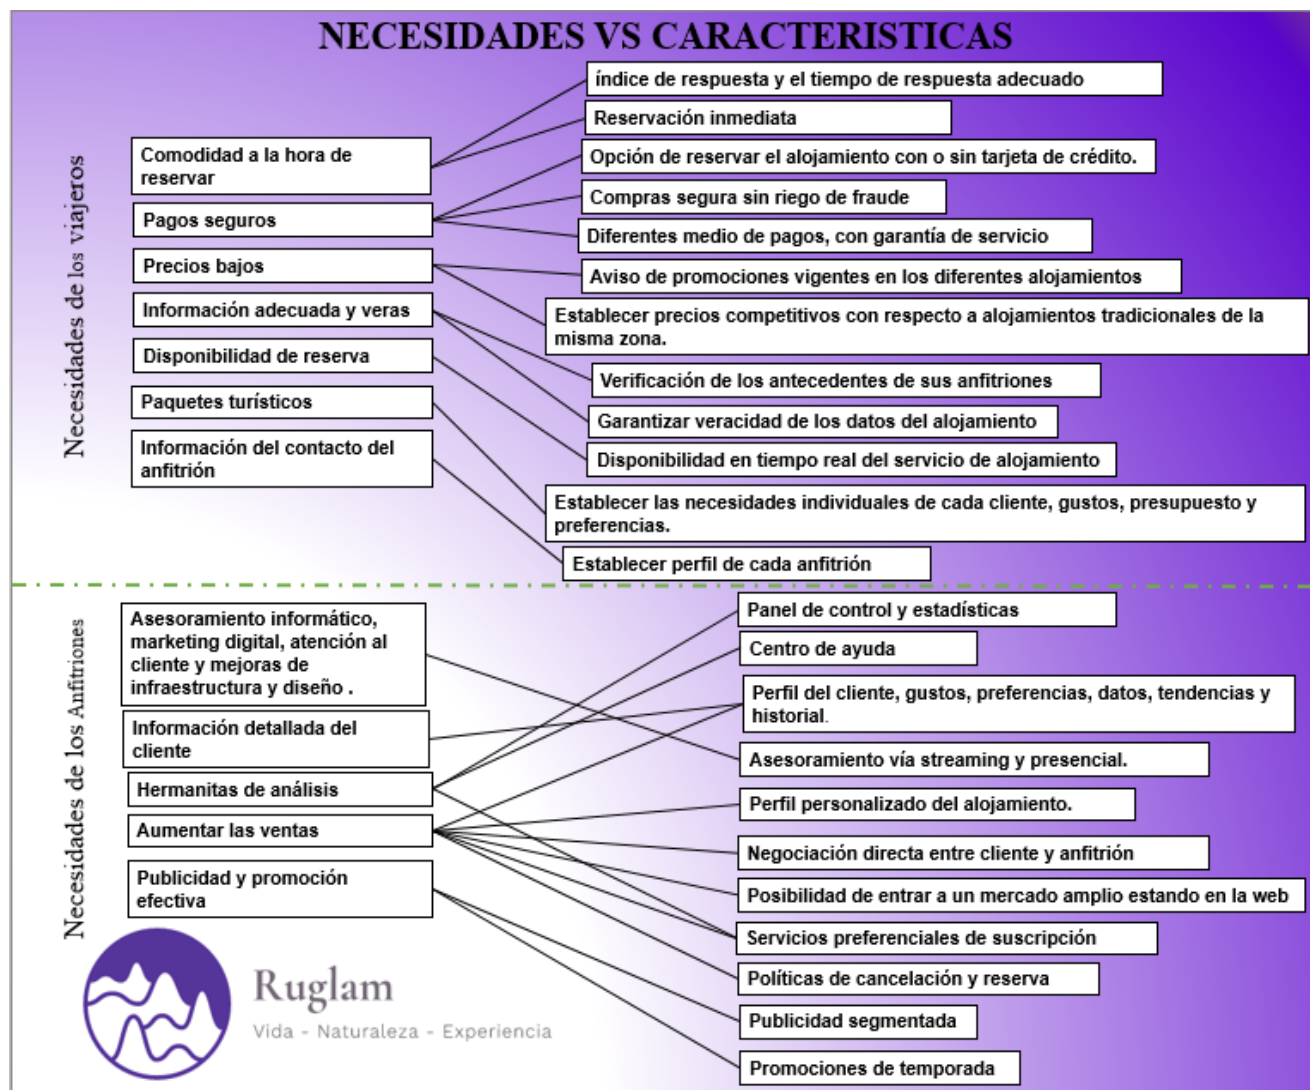 NECESIDADES VS CARACTERISTICAS
Necesidades de los viajeros
Comodidad a la hora de
reservar
Pagos seguros
Precios bajos
Información adecuada y veras
Disponibilidad de reserva
Paquetes turísticos
Información del contacto del
anfitrión
índice de respuesta y el tiempo de respuesta adecuado
Reservación inmediata
Opción de reservar el alojamiento con o sin tarjeta de crédito.
Compras segura sin riego de fraude
Diferentes medio de pagos, con garantía de servicio
Aviso de promociones vigentes en los diferentes alojamientos
Establecer precios competitivos con respecto a alojamientos tradicionales de la
misma zona.
Verificación de los antecedentes de sus anfitriones
Garantizar veracidad de los datos del alojamiento
Disponibilidad en tiempo real del servicio de alojamiento
Establecer las necesidades individuales de cada cliente, gustos, presupuesto y
preferencias.
Establecer perfil de cada anfitrión
Necesidades de los Anfitriones
Asesoramiento informático,
marketing digital, atención al
cliente y mejoras de
infraestructura y diseño .
Información detallada del
cliente
Hermanitas de análisis
Aumentar las ventas
Publicidad y promoción
efectiva
Panel de control y estadísticas
Centro de ayuda
Perfil del cliente, gustos, preferencias, datos, tendencias y
historial.
Asesoramiento vía streaming y presencial.
Perfil personalizado del alojamiento.
Negociación directa entre cliente y anfitrión
Posibilidad de entrar a un mercado amplio estando en la web
Servicios preferenciales de suscripción
Políticas de cancelación y reserva
Publicidad segmentada
Promociones de temporada
Ruglam
Vida - Naturaleza - Experiencia